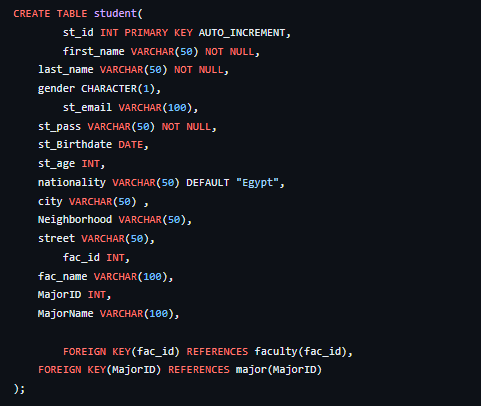 CREATE TABLE student(
st_id INT PRIMARY KEY AUTO_INCREMENT,
first_name VARCHAR(50) NOT NULL,
last_name VARCHAR(50) NOT NULL,
gender CHARACTER(1),
st_email VARCHAR(100),
st_pass VARCHAR(50) NOT NULL,
st_Birthdate DATE,
st_age INT,
nationality VARCHAR(50) DEFAULT "Egypt",
city VARCHAR(50) ,
Neighborhood VARCHAR(50),
street VARCHAR(50),
fac_id INT,
fac_name VARCHAR(100),
MajorID INT,
MajorName VARCHAR(100),
FOREIGN KEY(fac_id) REFERENCES faculty(fac_id),
FOREIGN KEY(MajorID) REFERENCES major(MajorID)
);